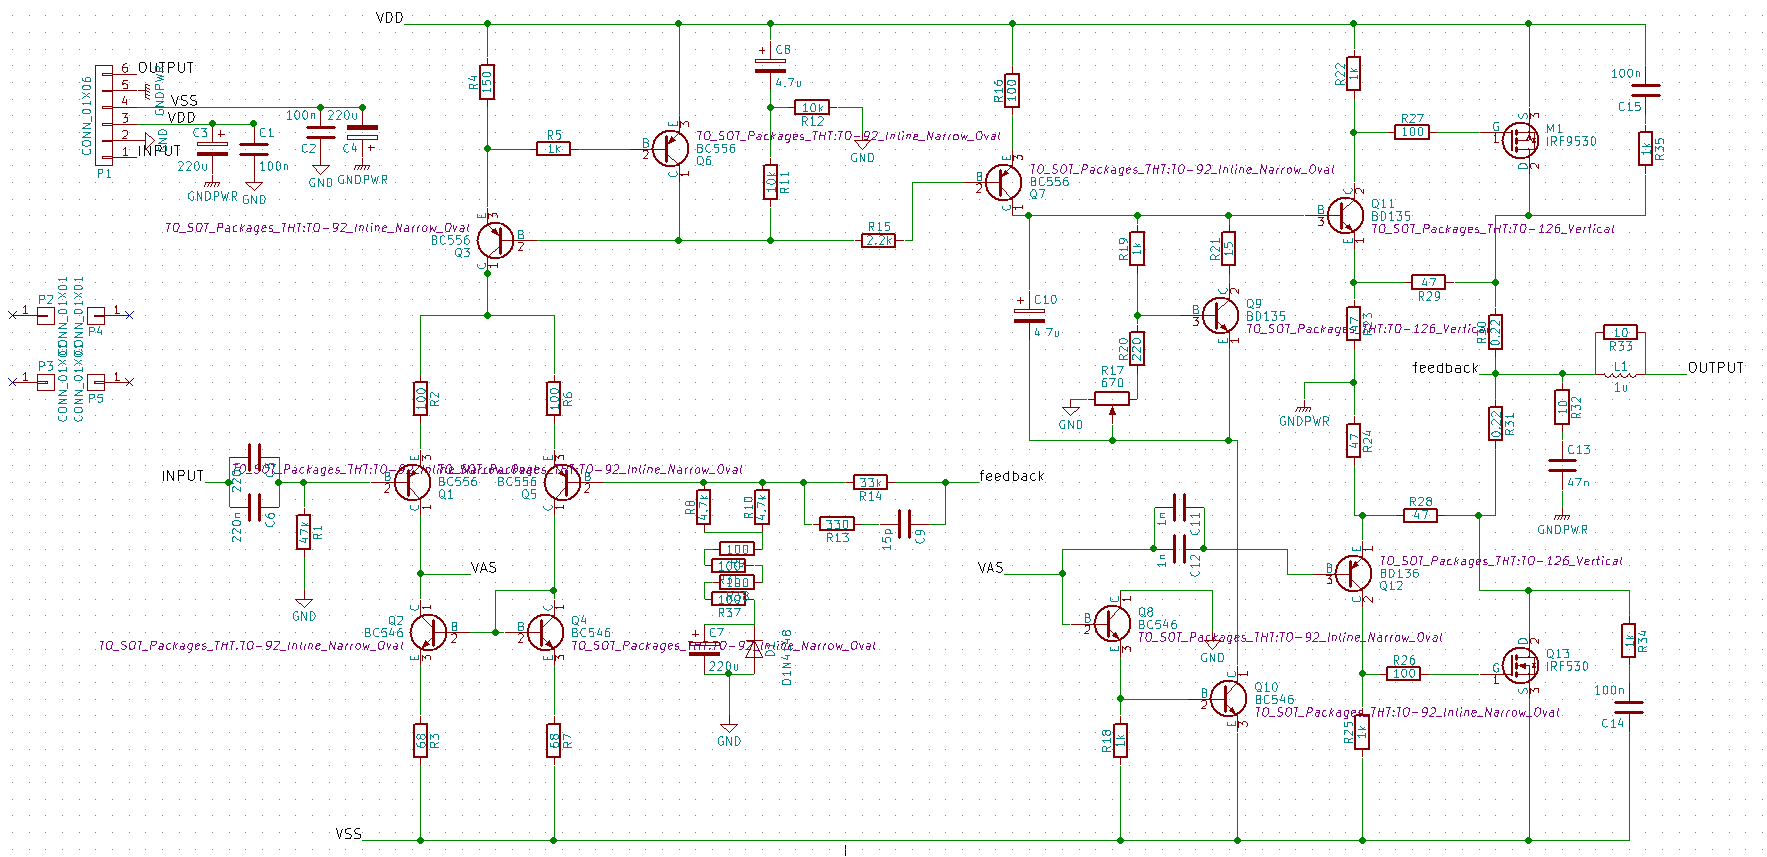 VDD
CONN_01X06
6 OUTPUT
5 GNDPWR
4 VSS
3 VDD
2 GND
1 INPUT
P1
C3
220u
GNDPWR
C1
100n
GND
100n
C2
GND
220u
C4
GNDPWR
R4
150
R5
1k
C8
4.7u
10k
R12
GND
10k
R11
TO_SOT_Packages_THT:TO-92_Inline_Narrow_Oval
BC556
Q6
TO_SOT_Packages_THT:TO-92_Inline_Narrow_Oval
BC556
Q3
R15
2.2k
R16
100
TO_SOT_Packages_THT:TO-92_Inline_Narrow_Oval
BC556
Q7
R22
1k
R27
100
M1
IRF9530
100n
C15
1k
R35
Q11
BD135
TO_SOT_Packages_THT:TO-126_Vertical
R19
1k
R21
15
C10
4.7u
Q9
BD135
TO_SOT_Packages_THT:TO-126_Vertical
R20
220
R17
670
GND
47
R29
47
R23
0.22
GNDPWR
47
R24
feedback
0.22
R31
10
R33
L1
1u
OUTPUT
10
R32
C13
47n
GNDPWR
R28
47
P2
1
CONN_01X01
P4
1
CONN_01X01
P3
1
CONN_01X01
P5
1
CONN_01X01
100
R2
100
R6
INPUT
220n
C6
47k
R1
GND
TO_SOT_Packages_THT:TO-92_Inline_Narrow_Oval
BC556
Q1
TO_SOT_Packages_THT:TO-92_Inline_Narrow_Oval
BC556
Q5
R8
4.7k
R10
4.7k
33k
R14
feedback
330
R13
15p
C9
100
100
100
100
R37
C7
220u
D1N4148
GND
VAS
Q2
BC546
TO_SOT_Packages_THT:TO-92_Inline_Narrow_Oval
Q4
BC546
TO_SOT_Packages_THT:TO-92_Inline_Narrow_Oval
68
R3
68
R7
VAS
1n
C11
1n
C12
TO_SOT_Packages_THT:TO-126_Vertical
BD136
Q12
Q8
BC546
TO_SOT_Packages_THT:TO-92_Inline_Narrow_Oval
GND
Q10
BC546
TO_SOT_Packages_THT:TO-92_Inline_Narrow_Oval
R18
1k
R26
100
R25
1k
Q13
IRF530
1k
R34
100n
C14
VSS